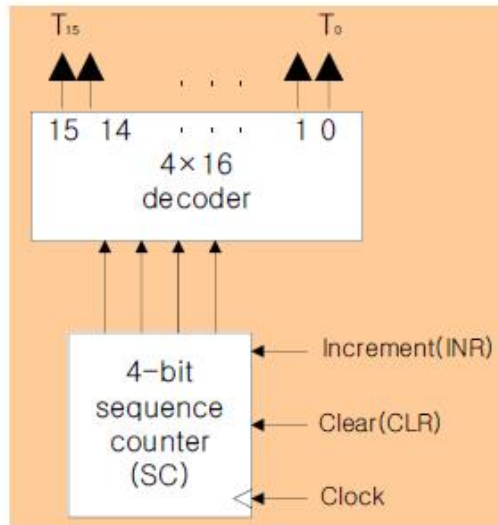 T₁₅ T₀
15 14 . . . 1 0
4×16
decoder
4-bit
sequence
counter
(SC)
Increment(INR)
Clear(CLR)
Clock